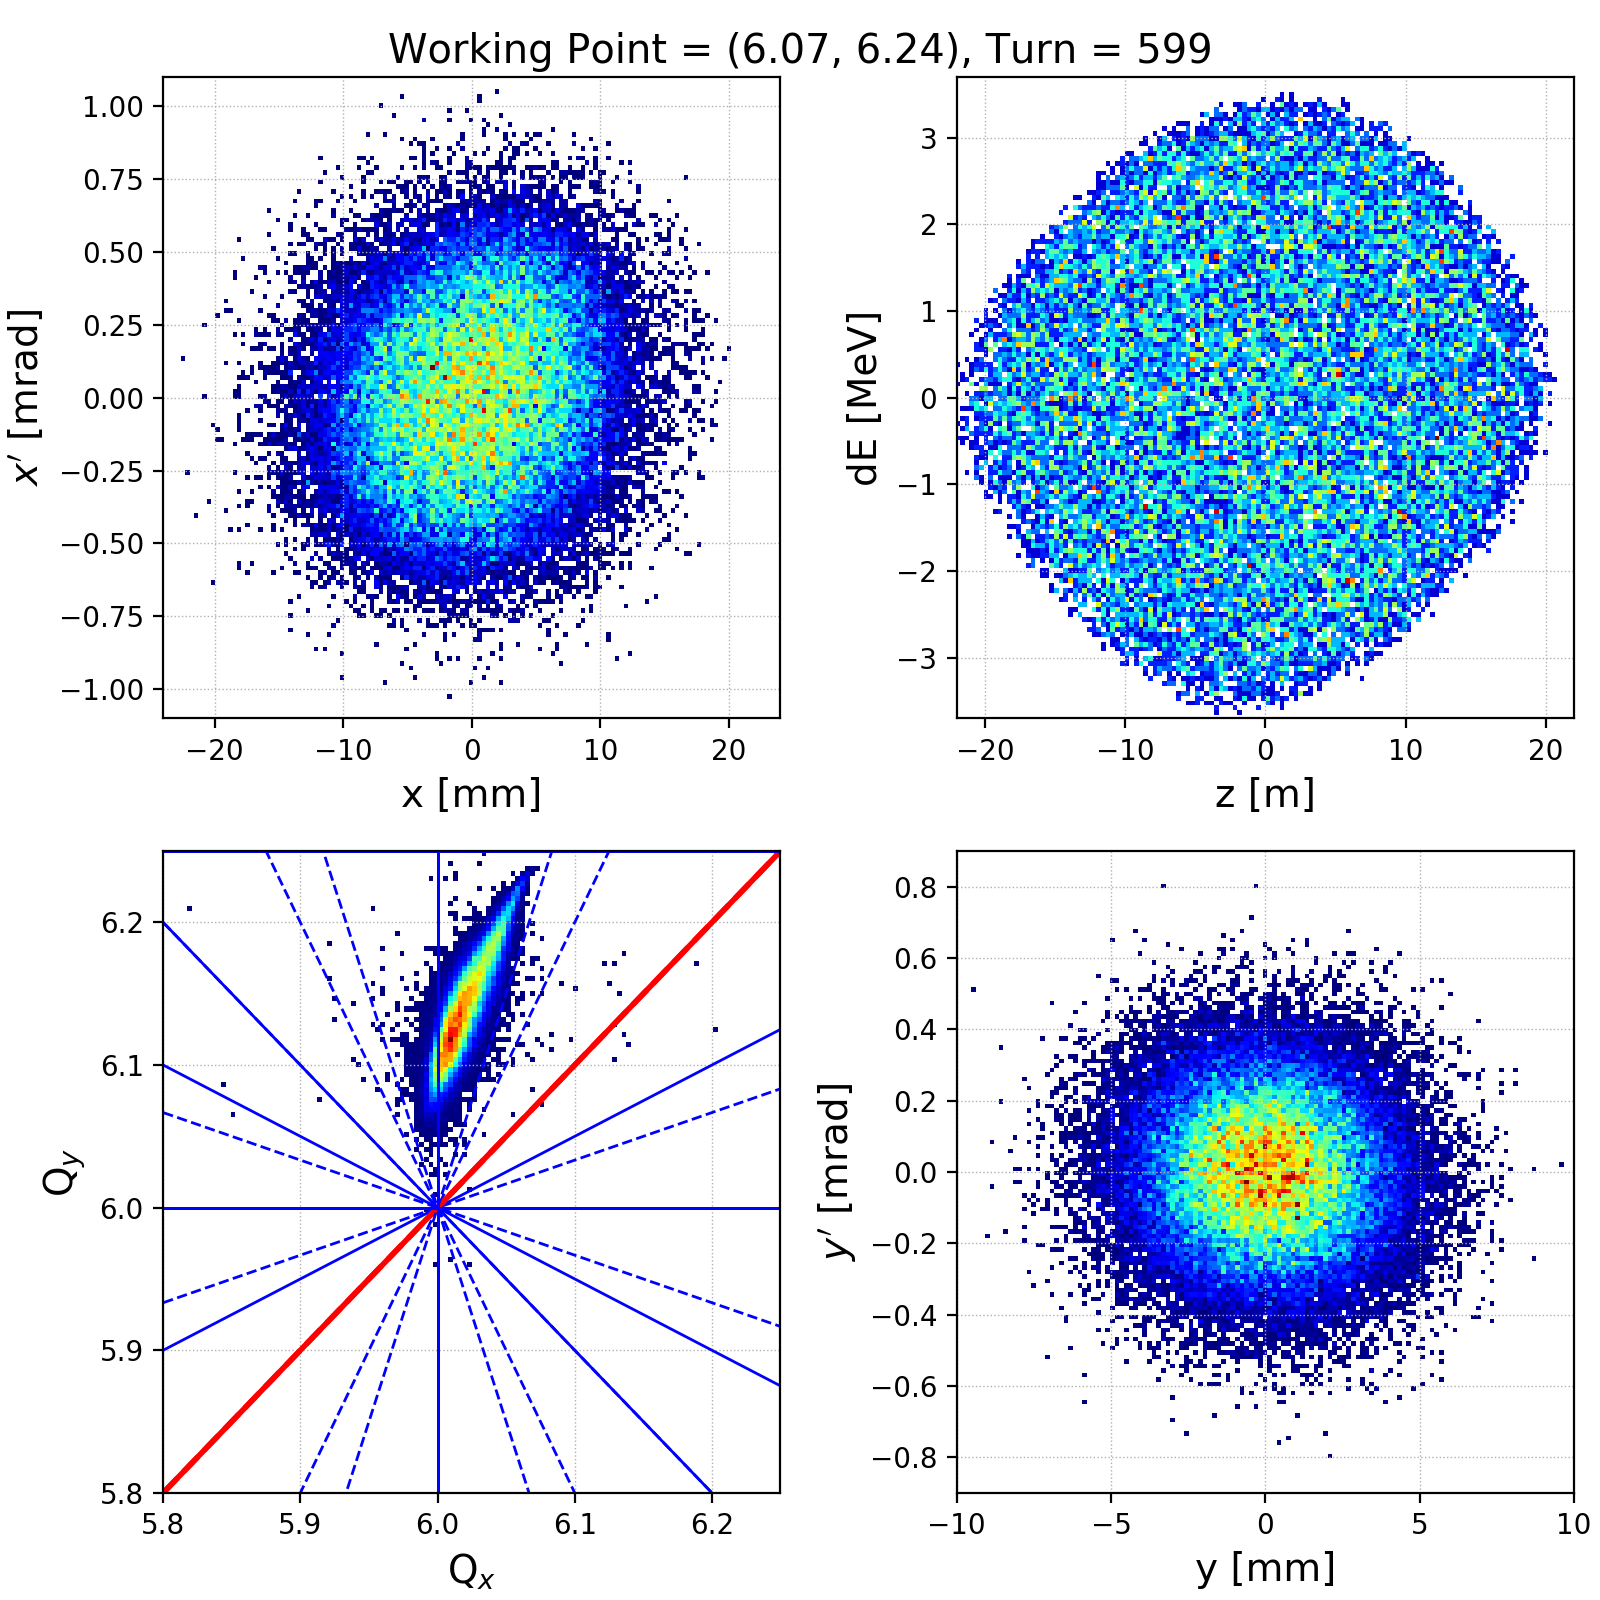 Working Point = (6.07, 6.24), Turn = 599
1.00
0.75
0.50
0.25
0.00
−0.25
−0.50
−0.75
−1.00
x′ [mrad]
−20 −10 0 10 20
x [mm]
3
2
1
0
−1
−2
−3
dE [MeV]
−20 −10 0 10 20
z [m]
6.2
6.1
6.0
5.9
5.8
Qy
5.8 5.9 6.0 6.1 6.2
Qx
0.8
0.6
0.4
0.2
0.0
−0.2
−0.4
−0.6
−0.8
y′ [mrad]
−10 −5 0 5 10
y [mm]